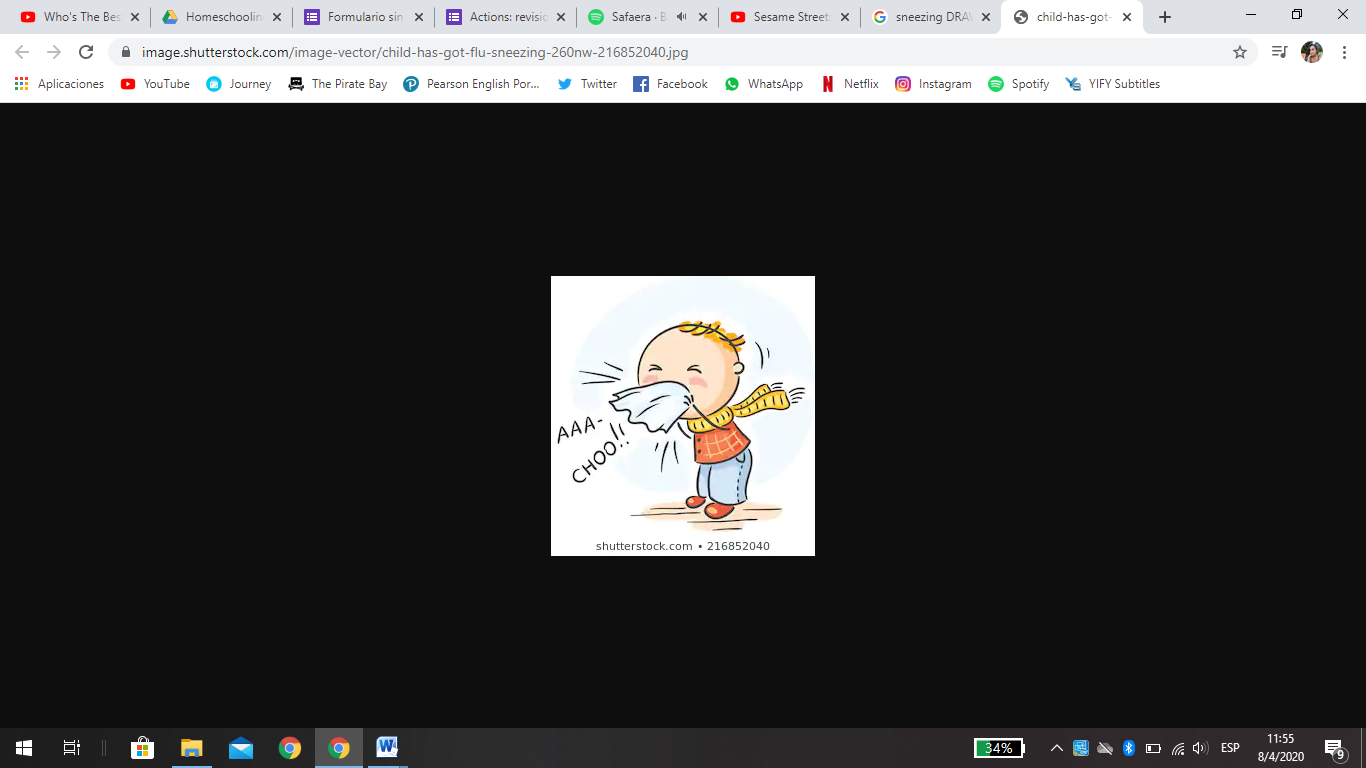 Who's The Bes
Homeschoolin
Formulario sin
Actions: revisio
Safaera · B
Sesame Street:
sneezing DRA
child-has-got-
image.shutterstock.com/image-vector/child-has-got-flu-sneezing-260nw-216852040.jpg
Aplicaciones
YouTube
Journey
The Pirate Bay
Pearson English Por...
Twitter
Facebook
WhatsApp
Netflix
Instagram
Spotify
YIFY Subtitles
AAA-
CHOO!!
shutterstock.com • 216852040
34%
ESP
11:55
8/4/2020
9